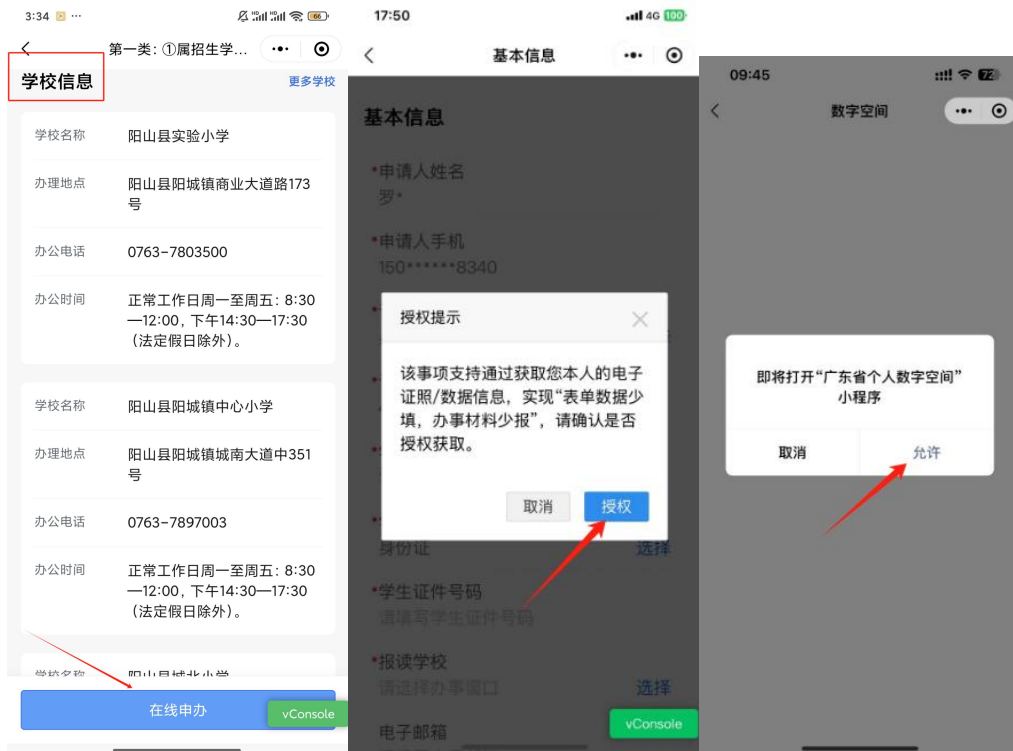 3:34
66
第一类：①属招生学...
学校信息
更多学校
学校名称
阳山县实验小学
办理地点
阳山县阳城镇商业大道路173
号
办公电话
0763-7803500
办公时间
正常工作日周一至周五：8:30
—12:00，下午14:30—17:30
（法定假日除外）。
学校名称
阳山县阳城镇中心小学
办理地点
阳山县阳城镇城南大道中351
号
办公电话
0763-7897003
办公时间
正常工作日周一至周五：8:30
—12:00，下午14:30—17:30
（法定假日除外）。
学校名称
阳山县城北小学
在线申办
vConsole
17:50
4G 100
基本信息
基本信息
*申请人姓名
罗*
*申请人手机
150******8340
授权提示
该事项支持通过获取您本人的电子
证照/数据信息，实现“表单数据少
填，办事材料少报”，请确认是否
授权获取。
取消
授权
身份证
选择
*学生证件号码
请填写学生证件号码
*报读学校
请选择办事窗口
选择
电子邮箱
vConsole
09:45
72
数字空间
即将打开“广东省个人数字空间”
小程序
取消
允许